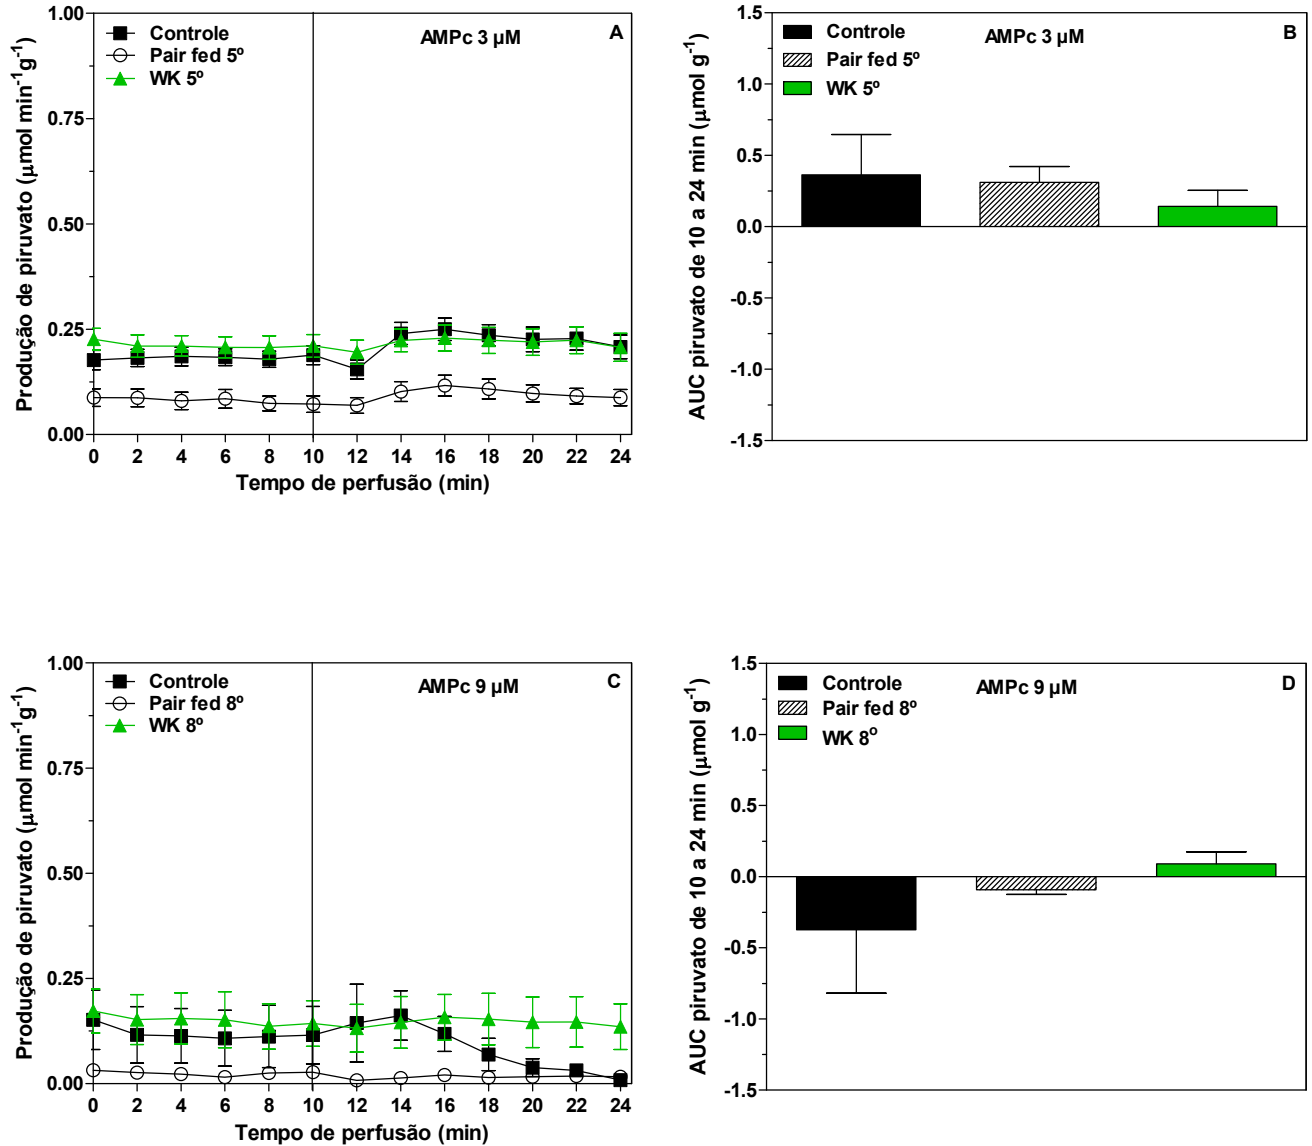 A
AMPc 3 µM
Controle
Pair fed 5º
WK 5º
Produção de piruvato (µmol min⁻¹g⁻¹)
1.00
0.75
0.50
0.25
0.00
0 2 4 6 8 10 12 14 16 18 20 22 24
Tempo de perfusão (min)
B
AMPc 3 µM
Controle
Pair fed 5º
WK 5º
AUC piruvato de 10 a 24 min (µmol g⁻¹)
1.5
1.0
0.5
0.0
-0.5
-1.0
-1.5
C
AMPc 9 µM
Controle
Pair fed 8º
WK 8º
Produção de piruvato (µmol min⁻¹g⁻¹)
1.00
0.75
0.50
0.25
0.00
0 2 4 6 8 10 12 14 16 18 20 22 24
Tempo de perfusão (min)
D
AMPc 9 µM
Controle
Pair fed 8º
WK 8º
AUC piruvato de 10 a 24 min (µmol g⁻¹)
1.5
1.0
0.5
0.0
-0.5
-1.0
-1.5